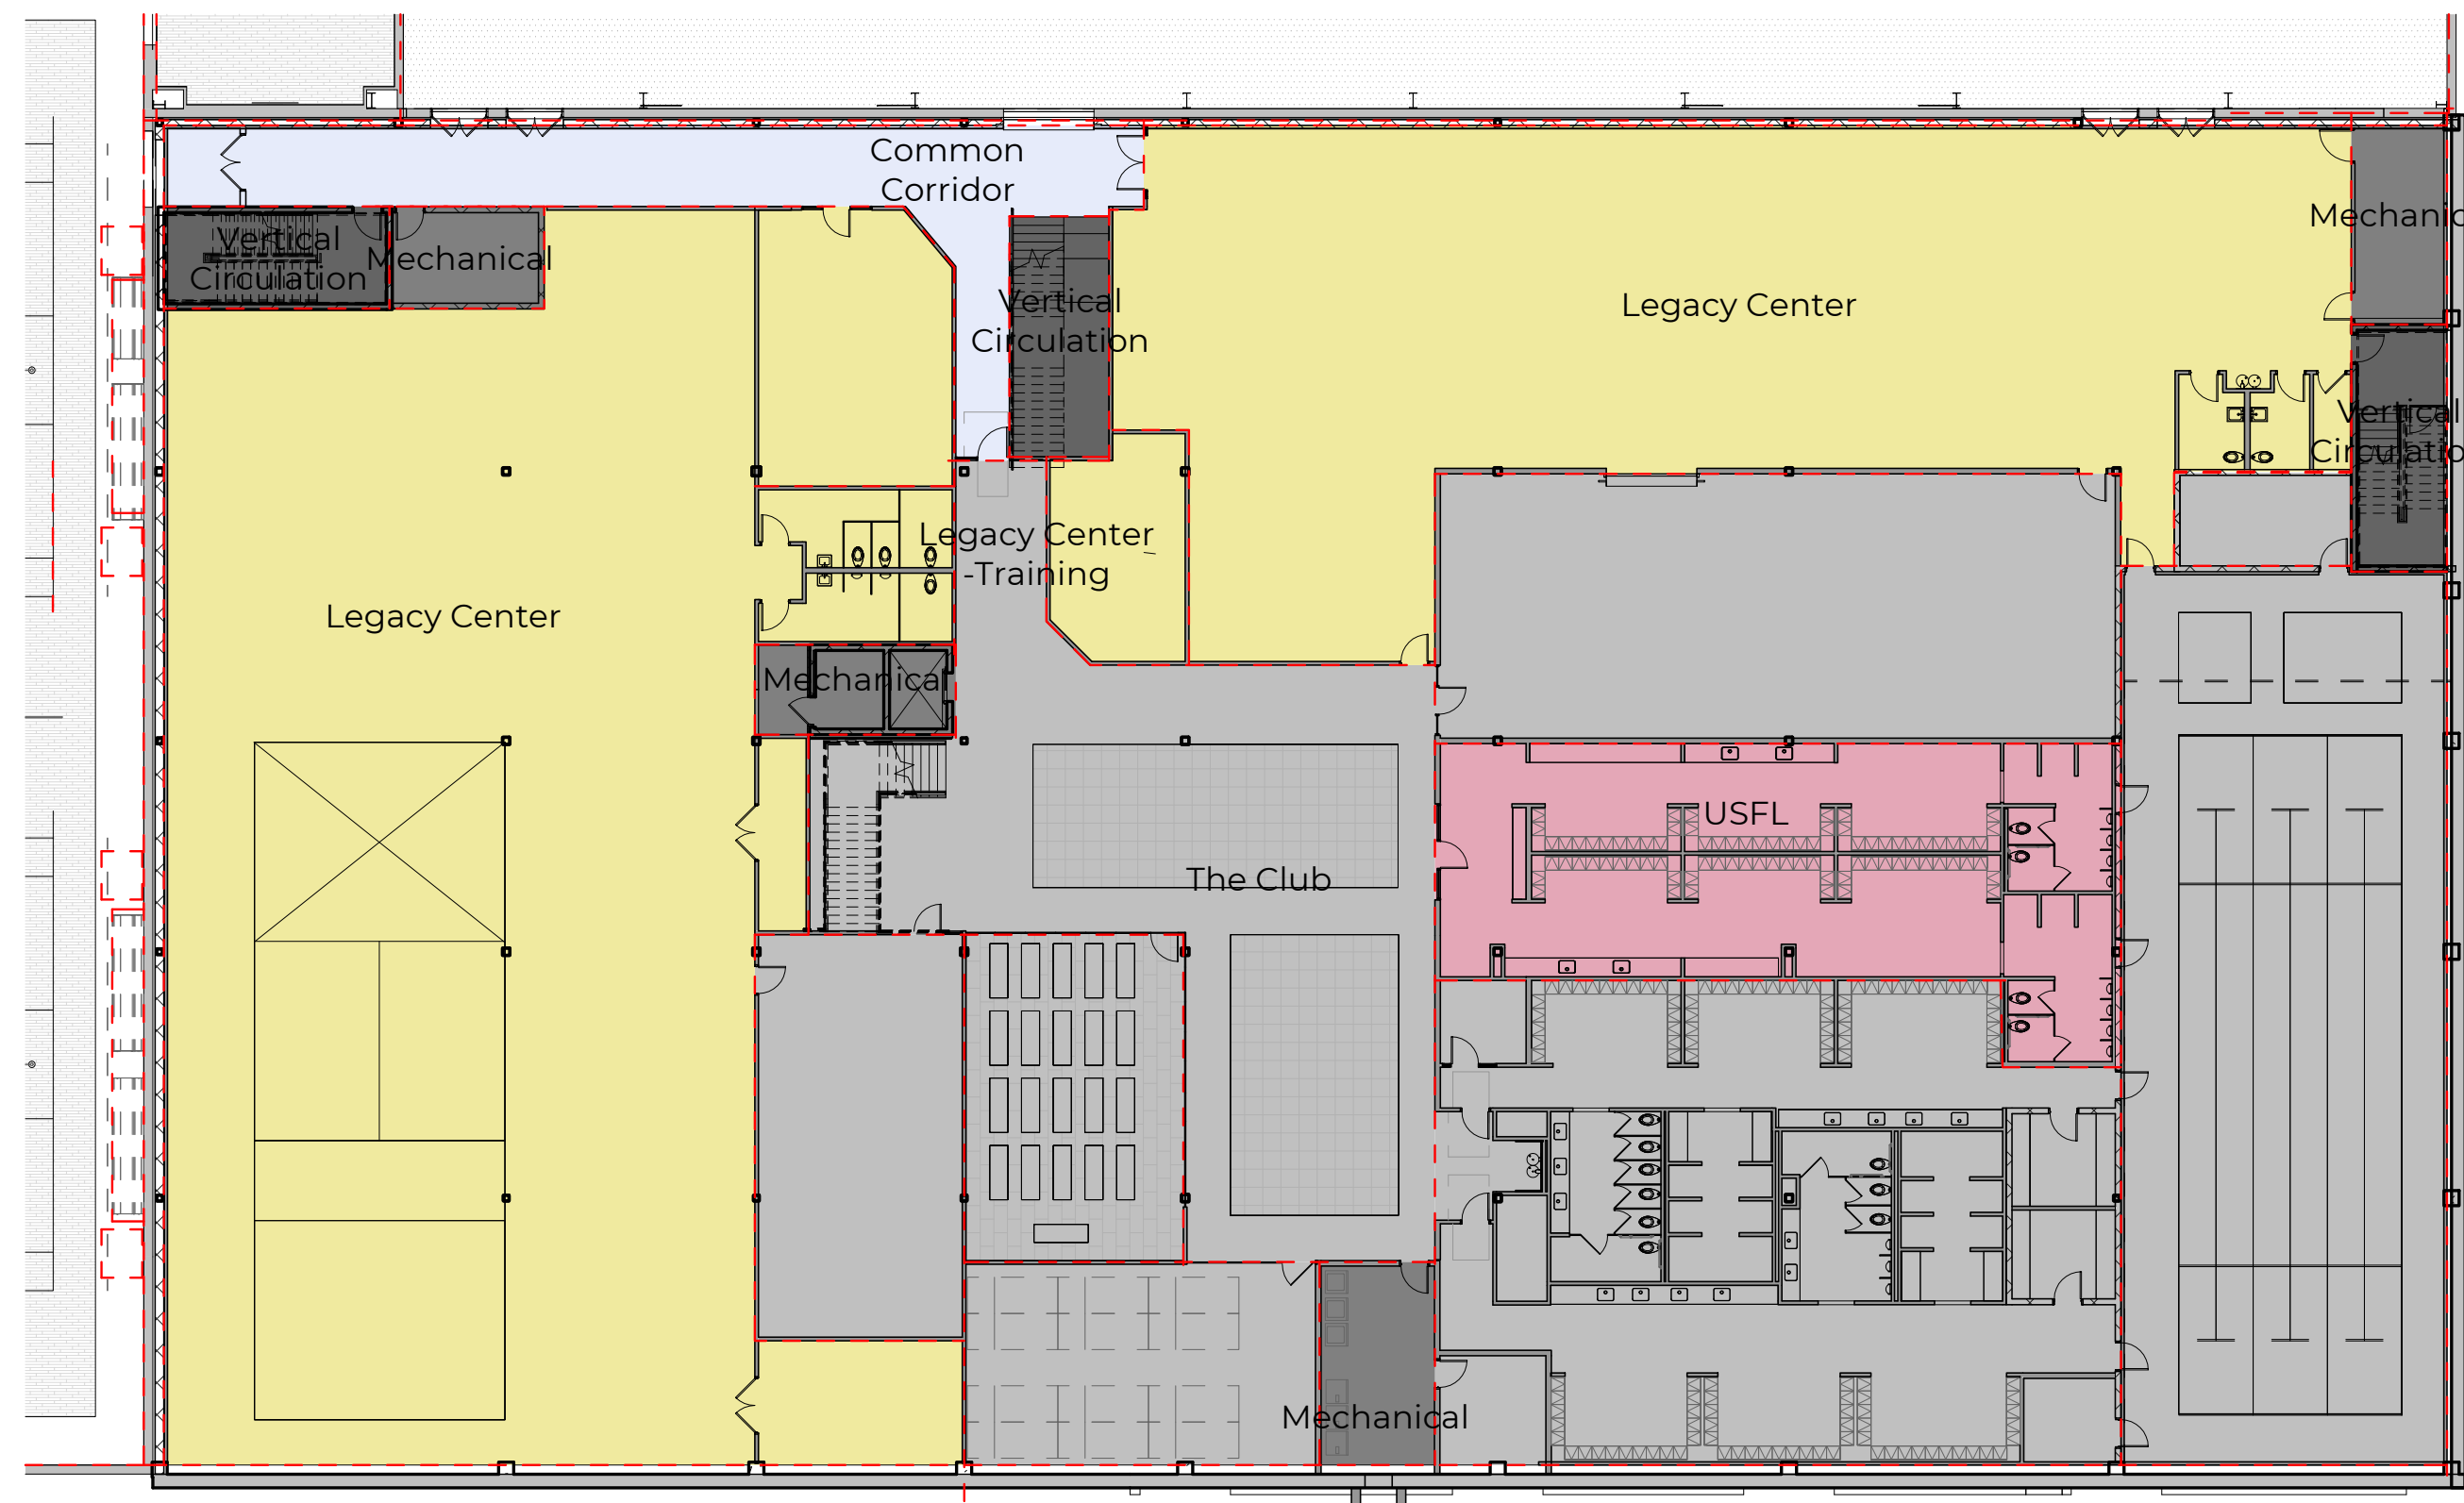 Common
Corridor
Vertical
Circulation
Mechanical
Mechanic
Vertical
Circulation
Legacy Center
Vertical
Circulatio
Legacy Center
-Training
Legacy Center
Mechanical
USFL
The Club
Mechanical